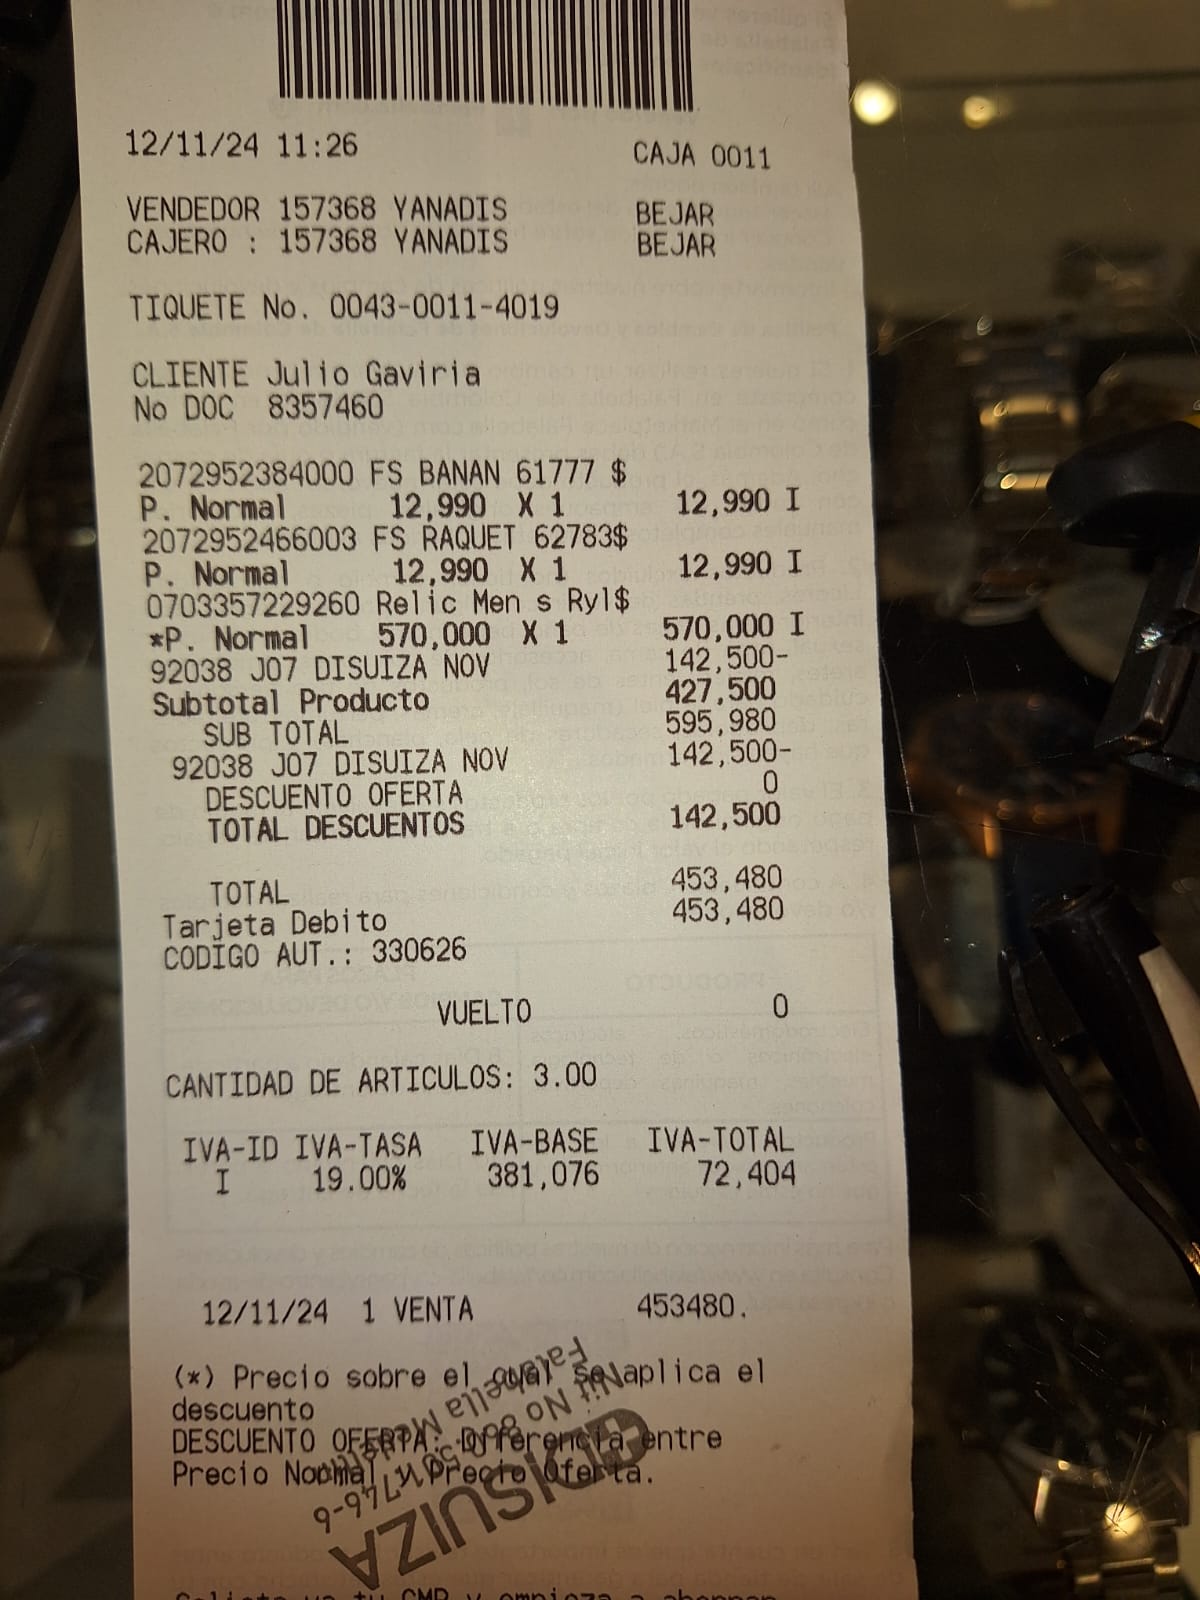 12/11/24 11:26 CAJA 0011
VENDEDOR 157368 YANADIS BEJAR
CAJERO : 157368 YANADIS BEJAR
TIQUETE No. 0043-0011-4019
CLIENTE Julio Gaviria
No DOC 8357460
2072952384000 FS BANAN 61777 $
P. Normal 12,990 X 1 12,990 I
2072952466003 FS RAQUET 62783$
P. Normal 12,990 X 1 12,990 I
0703357229260 Relic Men s Ryl$
*P. Normal 570,000 X 1 570,000 I
92038 J07 DISUIZA NOV 142,500-
Subtotal Producto 427,500
SUB TOTAL 595,980
92038 J07 DISUIZA NOV 142,500-
DESCUENTO OFERTA 0
TOTAL DESCUENTOS 142,500
TOTAL 453,480
Tarjeta Debito 453,480
CODIGO AUT.: 330626
VUELTO 0
CANTIDAD DE ARTICULOS: 3.00
IVA-ID IVA-TASA IVA-BASE IVA-TOTAL
I 19.00% 381,076 72,404
12/11/24 1 VENTA 453480.
(*) Precio sobre el cual se aplica el
descuento
DESCUENTO OFERTA: Diferencia entre
Precio Normal y Precio Oferta.
DISUIZA
Nit No
Falabella